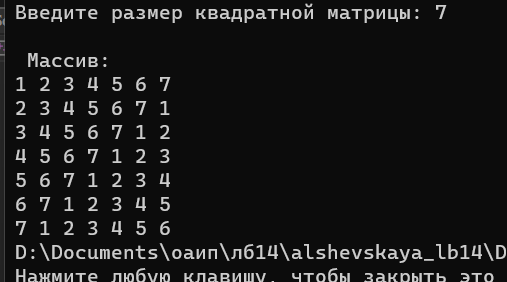 Введите размер квадратной матрицы: 7
Массив:
1 2 3 4 5 6 7
2 3 4 5 6 7 1
3 4 5 6 7 1 2
4 5 6 7 1 2 3
5 6 7 1 2 3 4
6 7 1 2 3 4 5
7 1 2 3 4 5 6
D:\Documents\оаип\лб14\alshevskaya_lb14\D
Нажмите любую клавишу, чтобы закрыть это